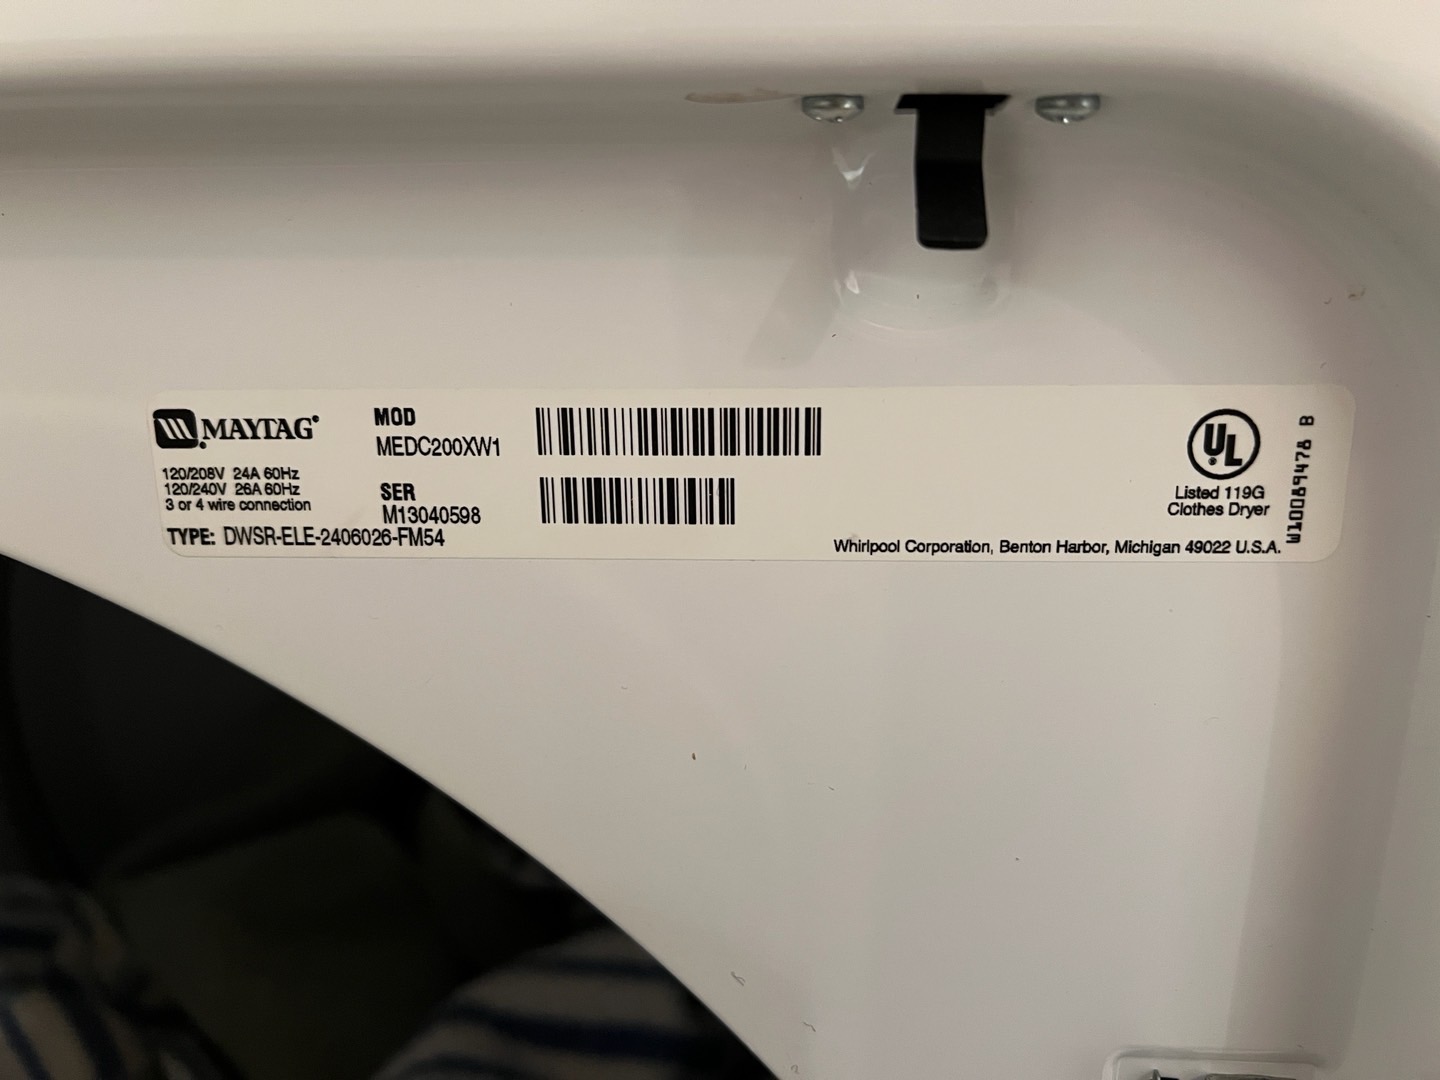 MAYTAG®
MOD
MEDC200XW1
120/208V 24A 60Hz
120/240V 26A 60Hz
3 or 4 wire connection
SER
M13040598
TYPE: DWSR-ELE-2406026-FM54
UL
Listed 119G
Clothes Dryer
Whirlpool Corporation, Benton Harbor, Michigan 49022 U.S.A.
W10089478 B